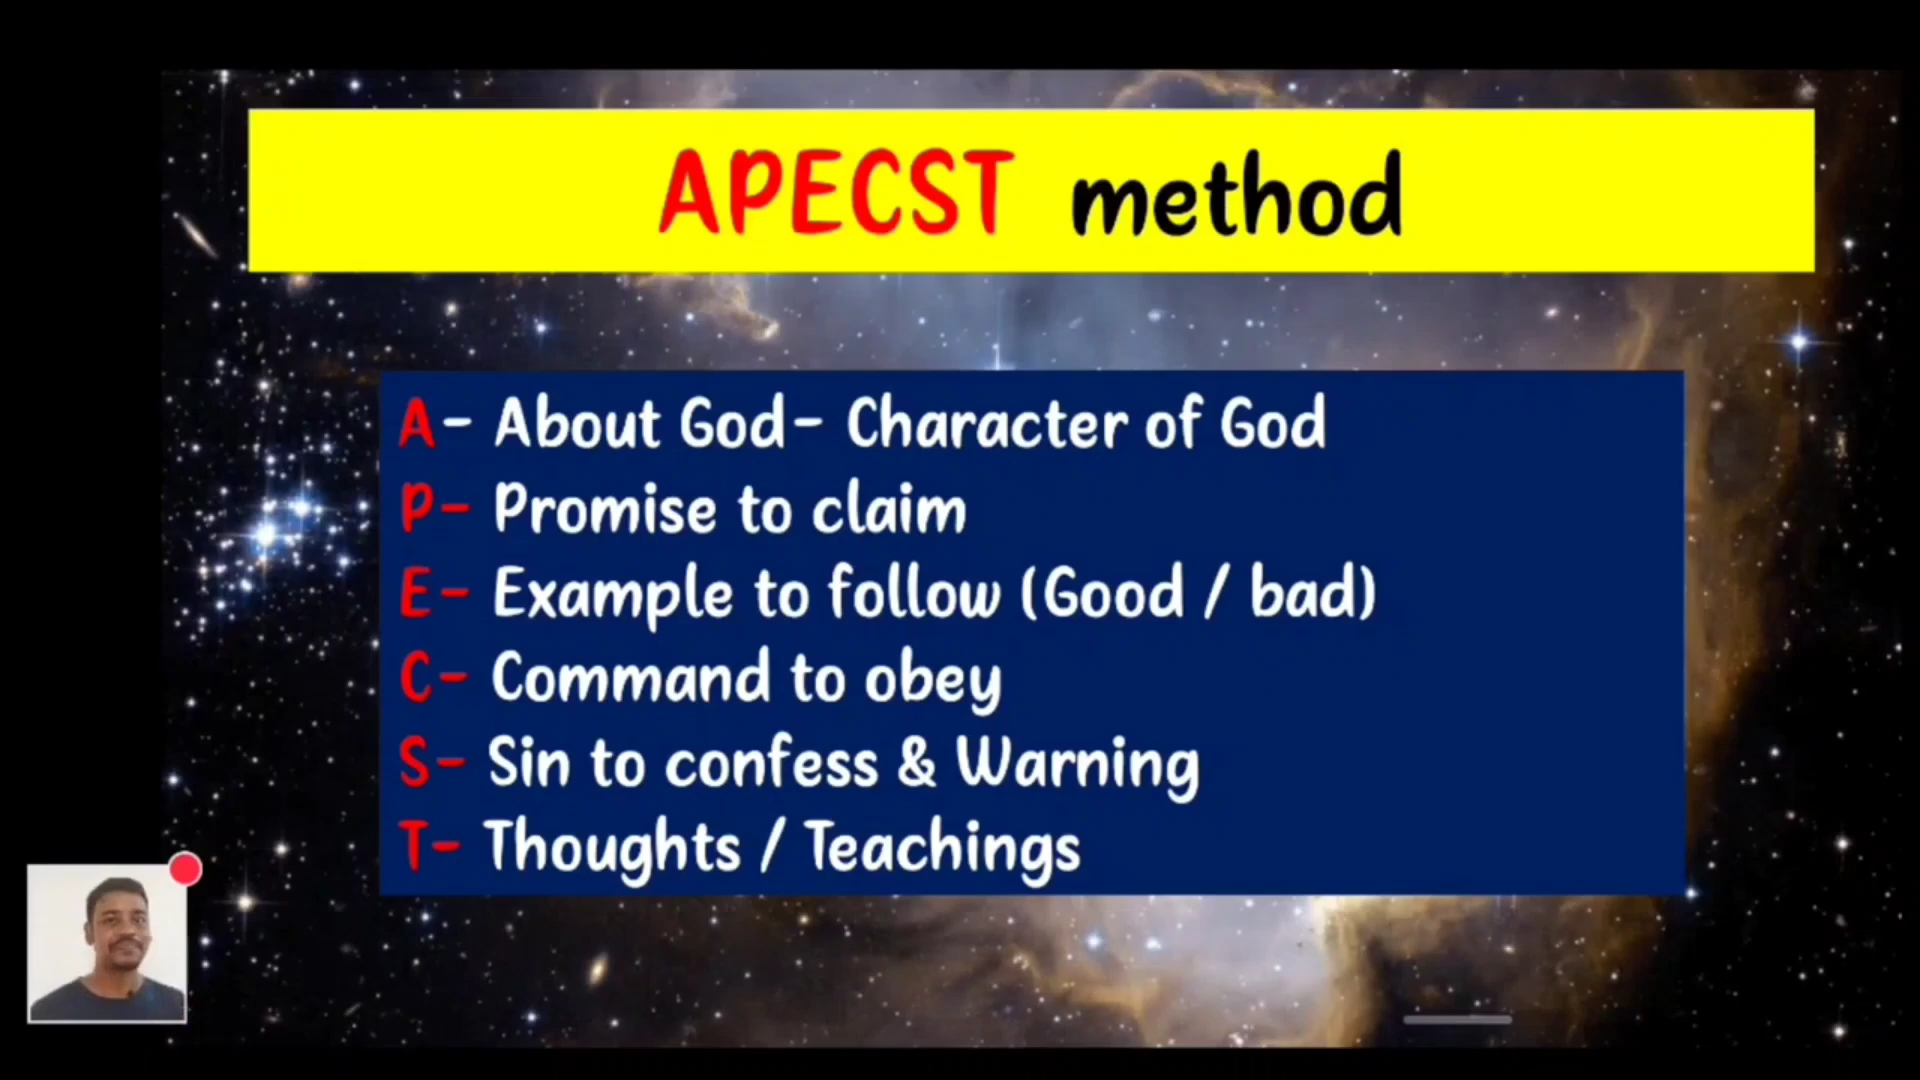 APECST method
A- About God- Character of God
P- Promise to claim
E- Example to follow (Good / bad)
C- Command to obey
S- Sin to confess & Warning
T- Thoughts / Teachings